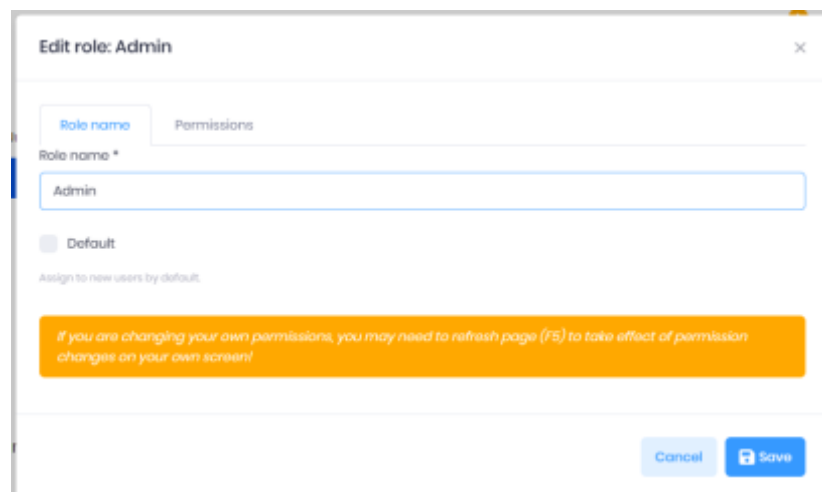 Edit role: Admin
Role name
Permissions
Role name *
Admin
Default
Assign to new users by default.
If you are changing your own permissions, you may need to refresh page (F5) to take effect of permission
changes on your own screen!
Cancel
Save